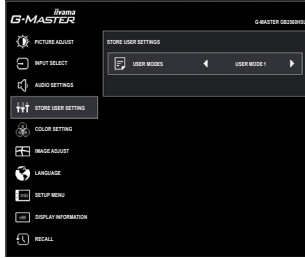 iiyama
G-MASTER
G-MASTER GB2590HSU
PICTURE ADJUST
INPUT SELECT
AUDIO SETTINGS
STORE USER SETTING
COLOR SETTING
IMAGE ADJUST
LANGUAGE
SETUP MENU
DISPLAY INFORMATION
RECALL
STORE USER SETTINGS
USER MODES
USER MODE 1